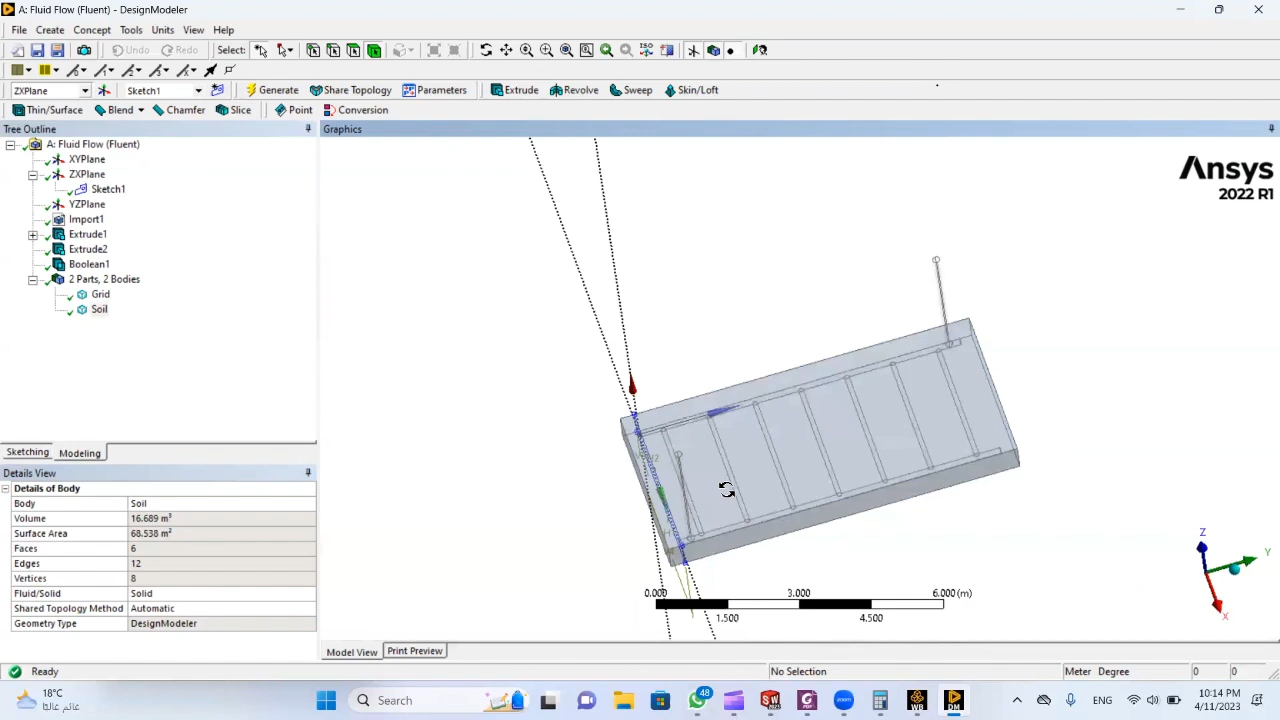 A: Fluid Flow (Fluent) - DesignModeler
File Create Concept Tools Units View Help
Undo Redo Select:
ZXPlane Sketch1 Generate Share Topology Parameters Extrude Revolve Sweep Skin/Loft
Thin/Surface Blend Chamfer Slice Point Conversion
Tree Outline
A: Fluid Flow (Fluent)
XYPlane
ZXPlane
Sketch1
YZPlane
Import1
Extrude1
Extrude2
Boolean1
2 Parts, 2 Bodies
Grid
Soil
Sketching Modeling
Details View
Details of Body
Body Soil
Volume 16.689 m³
Surface Area 68.538 m²
Faces 6
Edges 12
Vertices 8
Fluid/Solid Solid
Shared Topology Method Automatic
Geometry Type DesignModeler
Graphics
Ansys
2022 R1
0.000 3.000 6.000 (m)
1.500 4.500
Z
Y
X
Model View Print Preview
Ready No Selection Meter Degree 0 0
18°C
غائم غالبا
Search
48
ENG
10:14 PM
4/11/2023